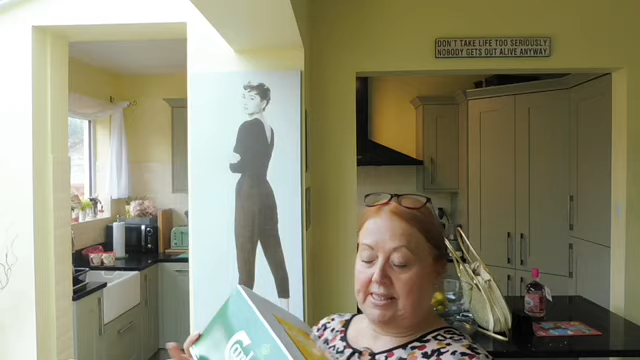 DON'T TAKE LIFE TOO SERIOUSLY
NOBODY GETS OUT ALIVE ANYWAY